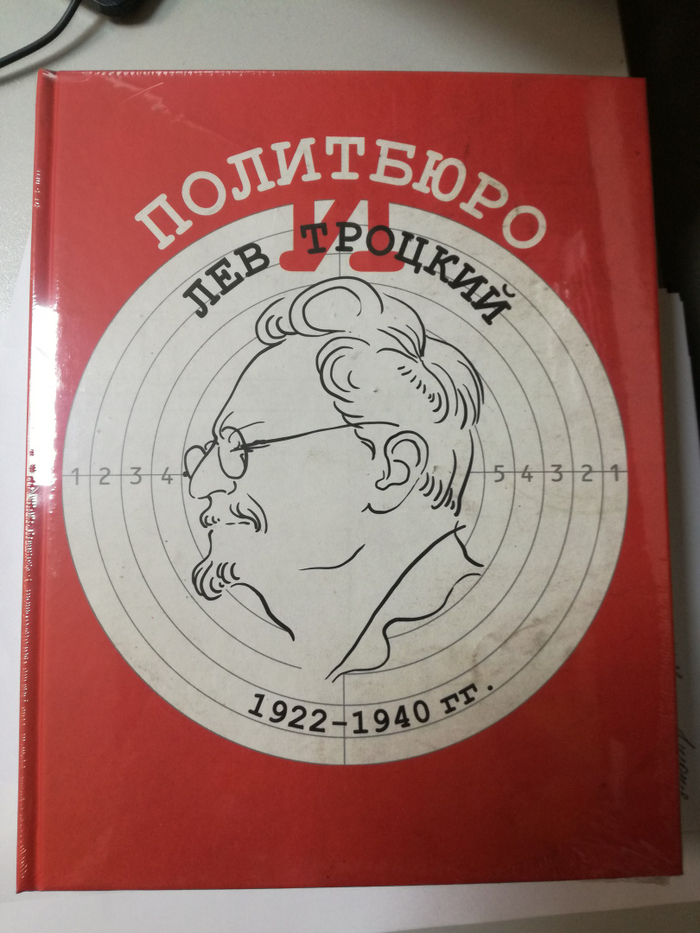 ПОЛИТБЮРО
И
ЛЕВ ТРОЦКИЙ
1 2 3 4 5 4 3 2 1
1922-1940 гг.